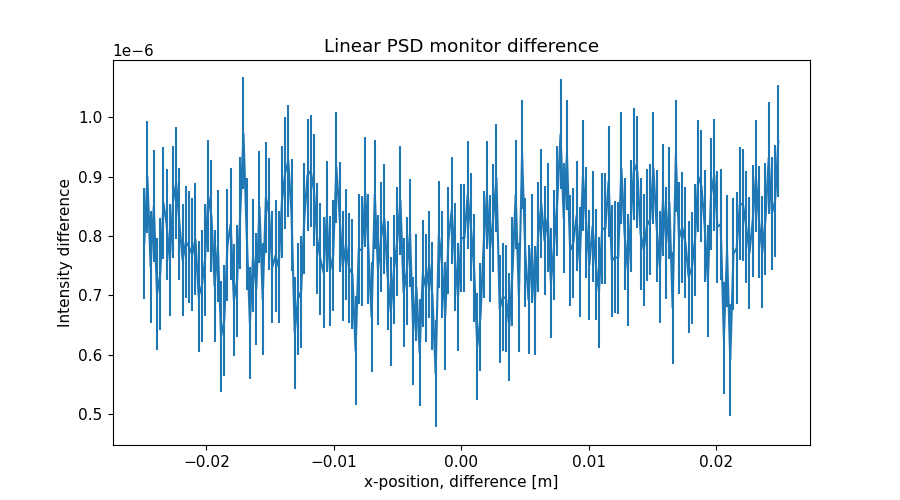 Linear PSD monitor difference
1e−6
1.0
0.9
0.8
0.7
0.6
0.5
Intensity difference
−0.02
−0.01
0.00
0.01
0.02
x-position, difference [m]